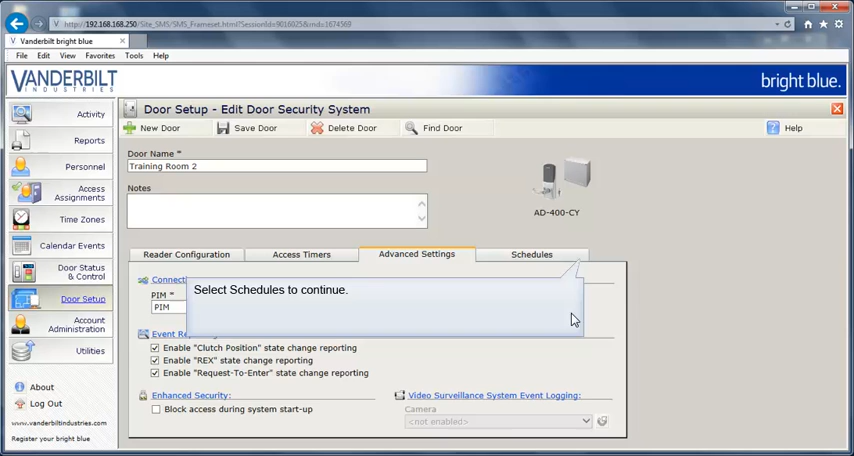 http://192.168.168.250/Site_SMS/SMS_Frameset.html?SessionId=9016025&rnd=1674569
Vanderbilt bright blue
File Edit View Favorites Tools Help
VANDERBILT
INDUSTRIES
bright blue.
Activity
Reports
Personnel
Access
Assignments
Time Zones
Calendar Events
Door Status
& Control
Door Setup
Account
Administration
Utilities
About
Log Out
www.vanderbiltindustries.com
Register your bright blue
Door Setup - Edit Door Security System
New Door Save Door Delete Door Find Door Help
Door Name *
Training Room 2
Notes
AD-400-CY
Reader Configuration Access Timers Advanced Settings Schedules
Select Schedules to continue.
PIM *
PIM
Enable "Clutch Position" state change reporting
Enable "REX" state change reporting
Enable "Request-To-Enter" state change reporting
Enhanced Security:
Block access during system start-up
Video Surveillance System Event Logging:
Camera
<not enabled>